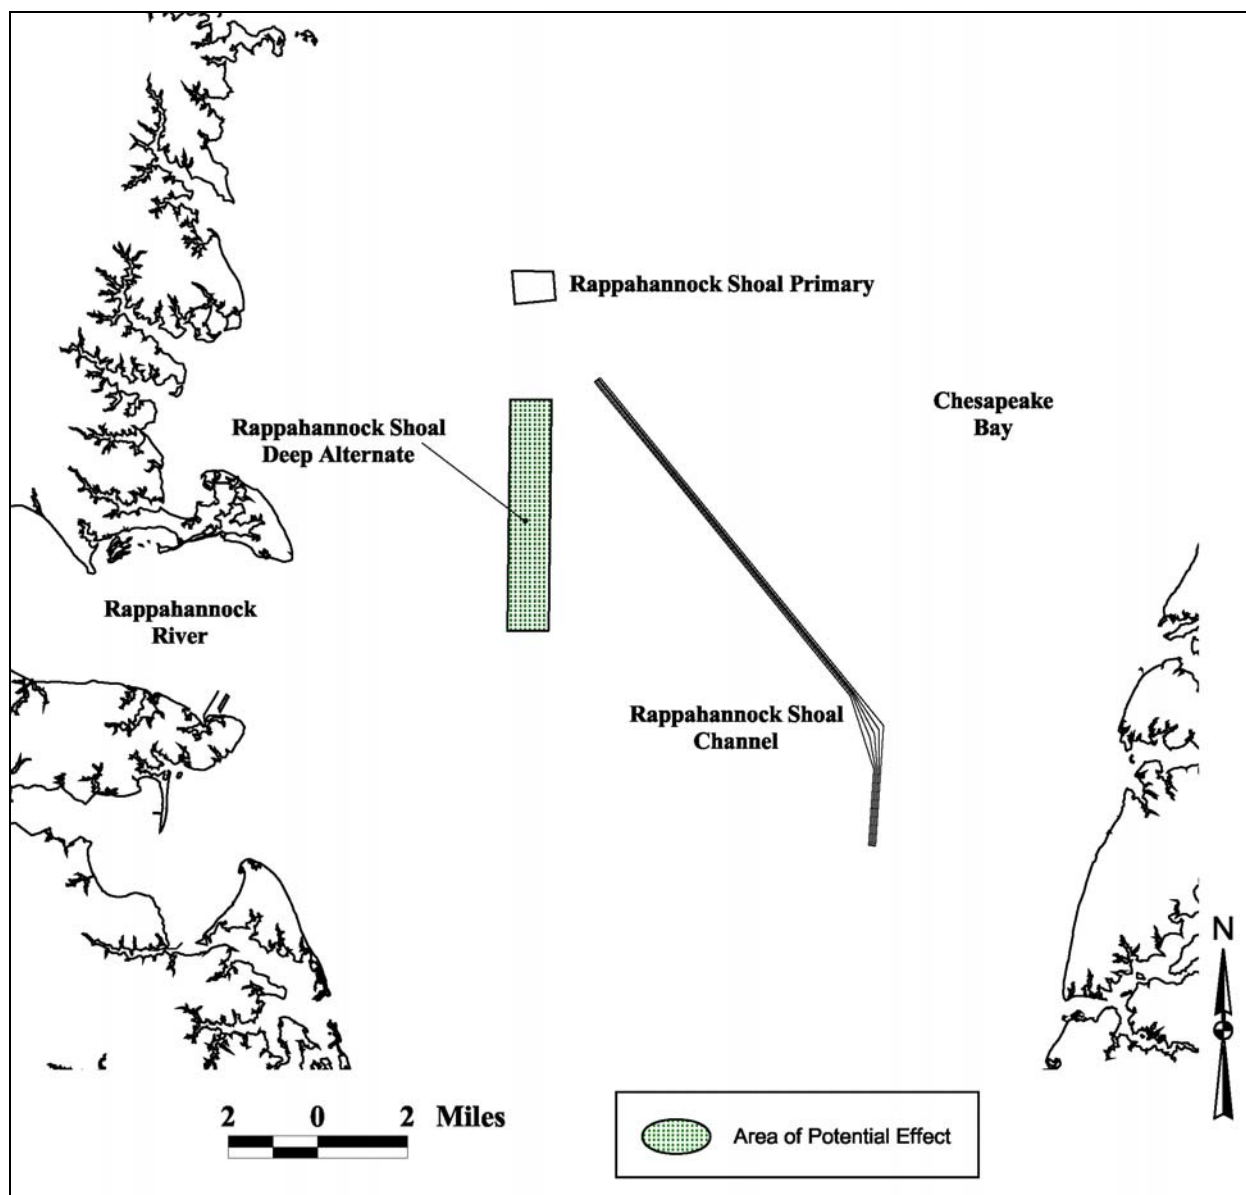 Rappahannock Shoal Primary
Chesapeake
Bay
Rappahannock Shoal
Deep Alternate
Rappahannock
River
Rappahannock Shoal
Channel
N
2 0 2 Miles
Area of Potential Effect